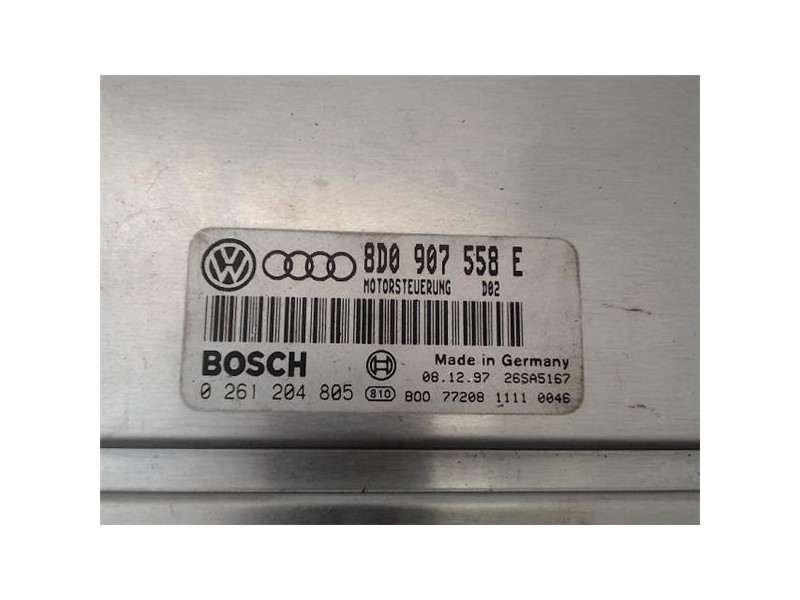 8D0 907 558 E
MOTORSTEUERUNG D02
BOSCH
Made in Germany
08.12.97 26SA5167
0 261 204 805 810 B00 77208 1111 0046